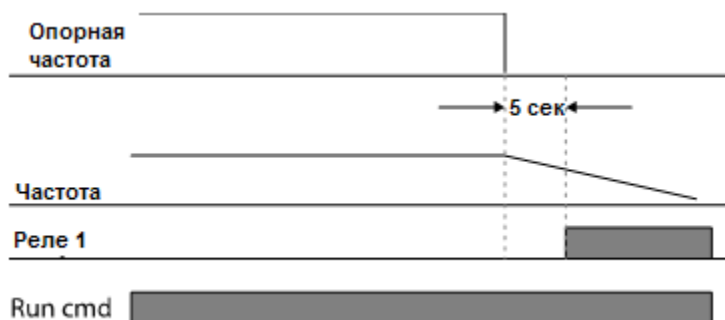 Опорная
частота
5 сек
Частота
Реле 1
Run cmd